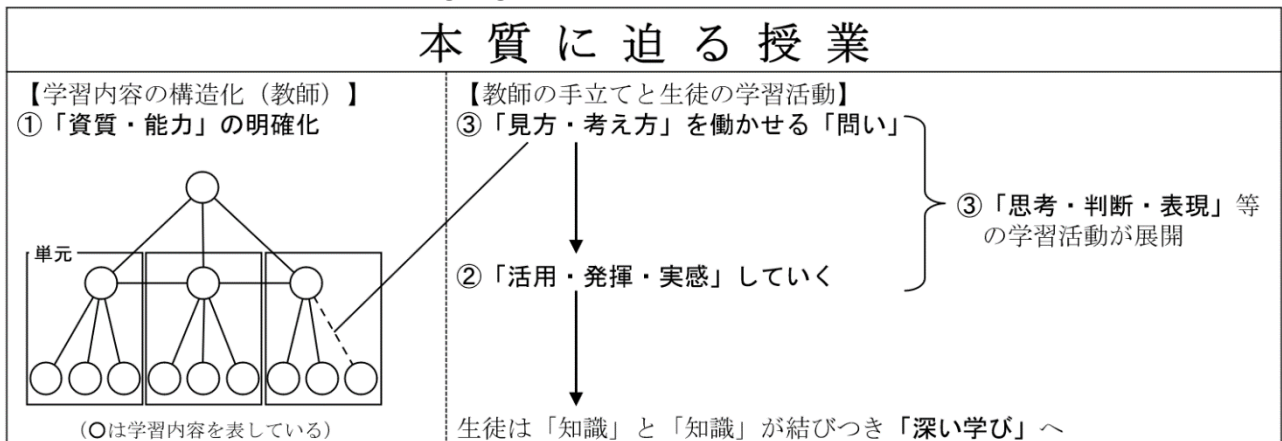 本質に迫る授業
【学習内容の構造化（教師）】
①「資質・能力」の明確化
単元
（○は学習内容を表している）
【教師の手立てと生徒の学習活動】
③「見方・考え方」を働かせる「問い」
②「活用・発揮・実感」していく
③「思考・判断・表現」等
の学習活動が展開
生徒は「知識」と「知識」が結びつき「深い学び」へ